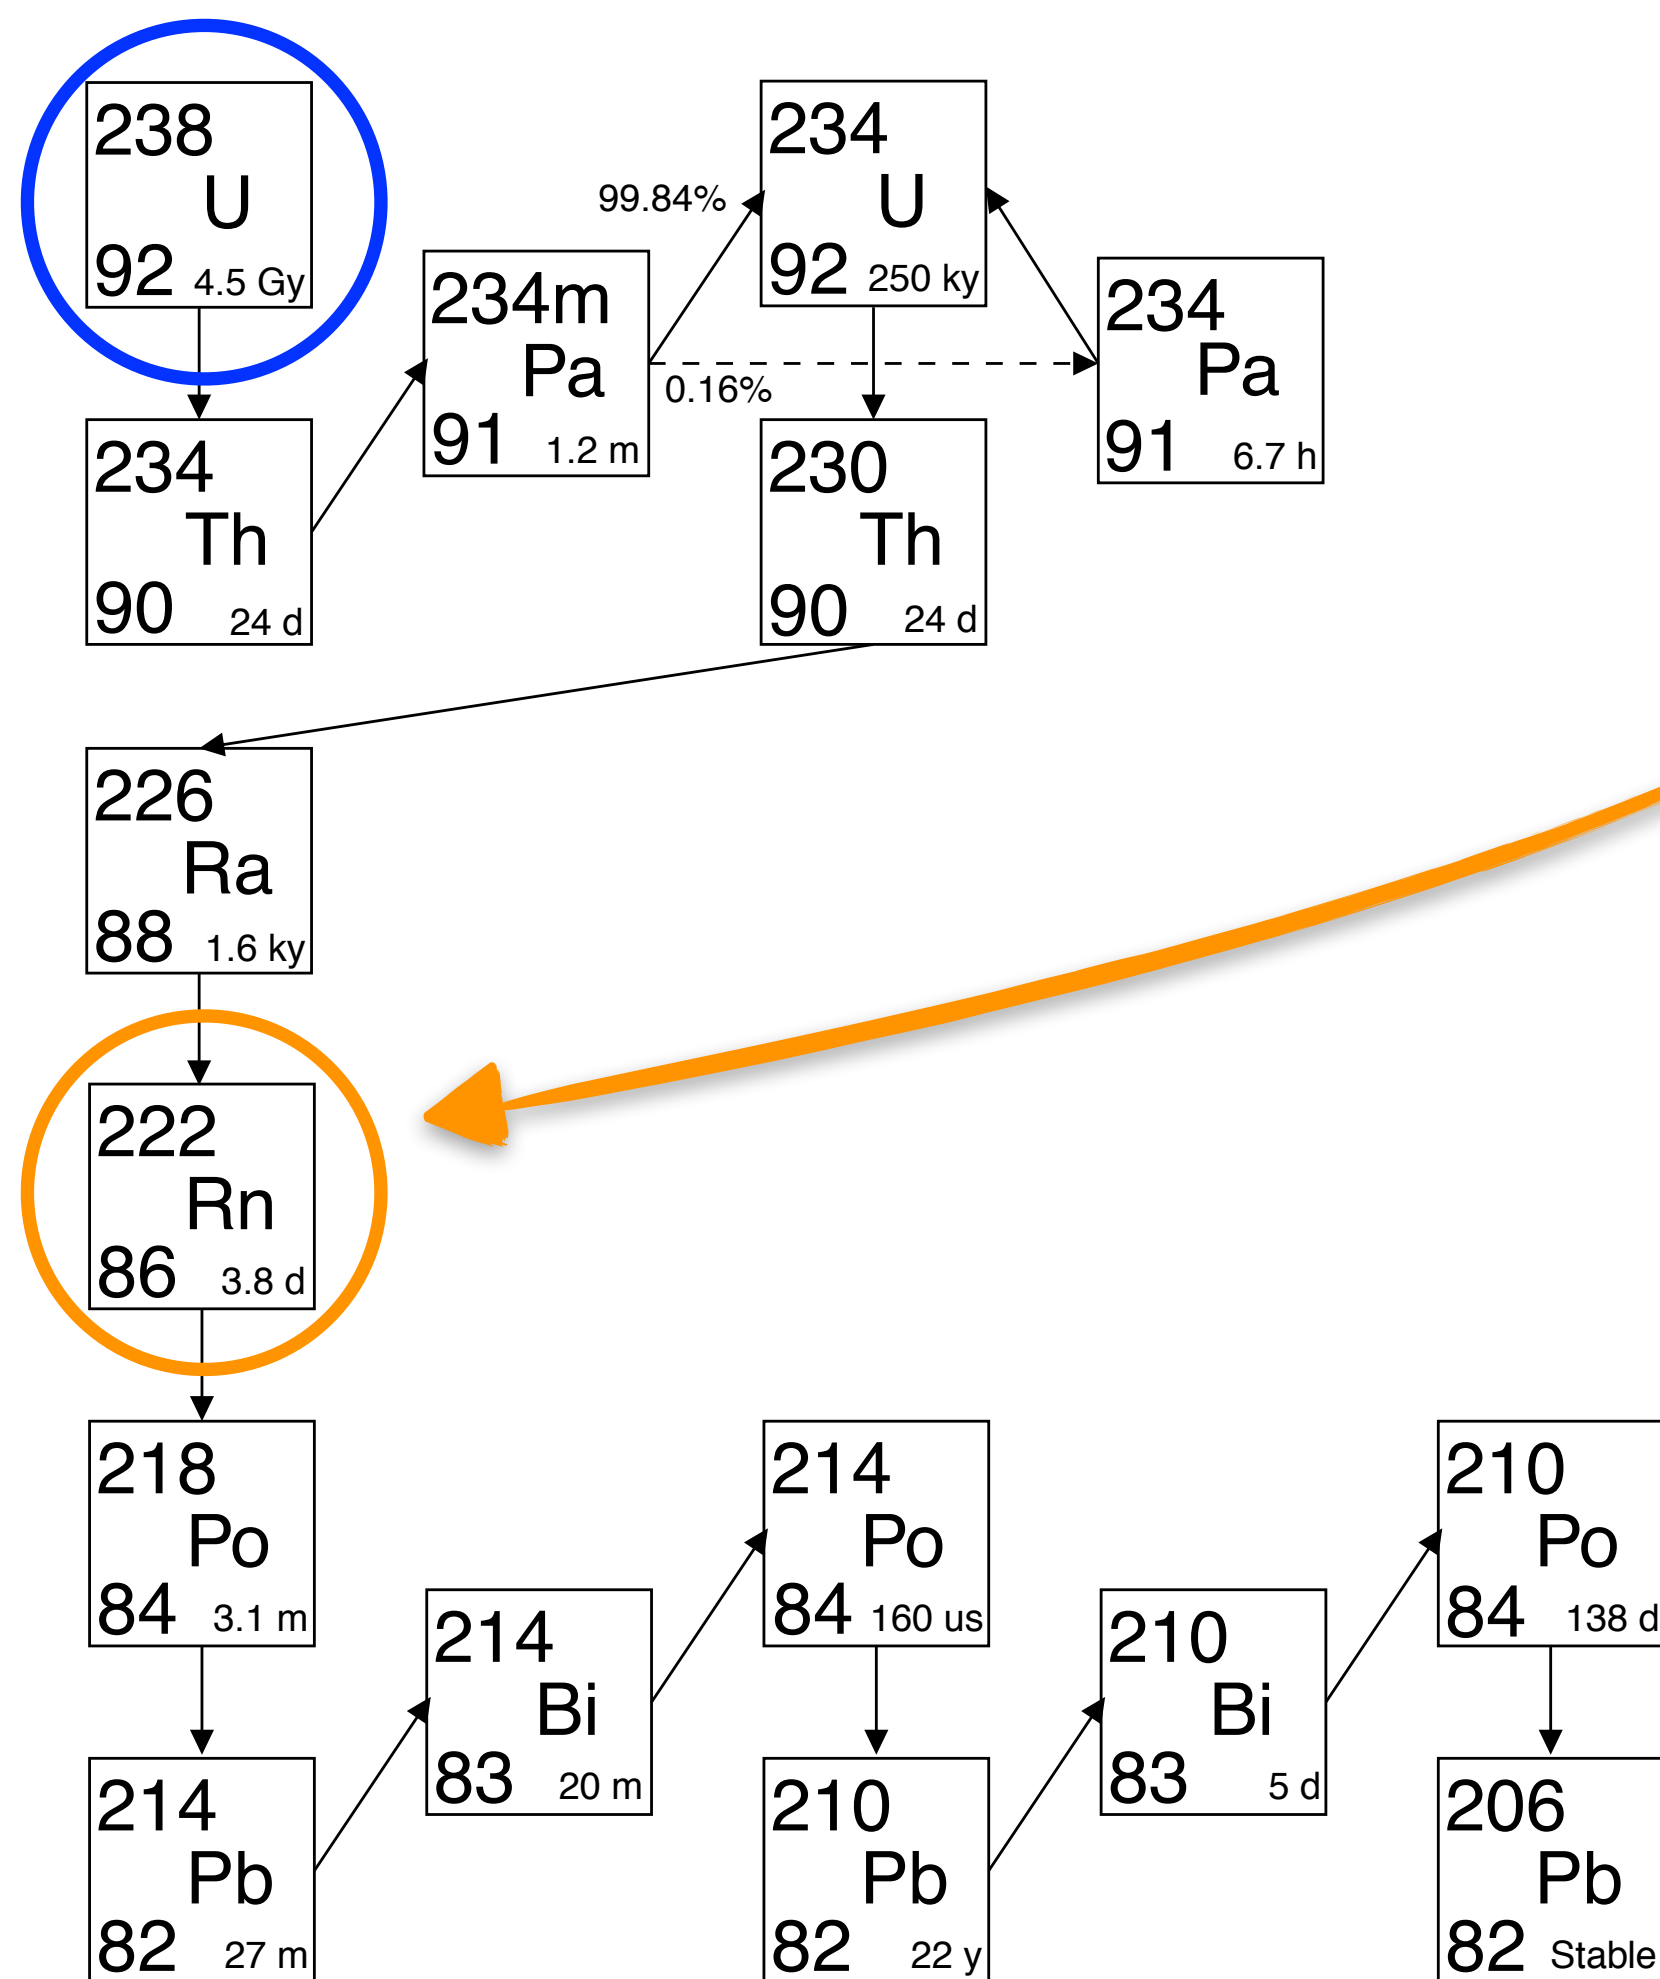 238
U
92 4.5 Gy
234
U
92 250 ky
99.84%
234m
Pa
91 1.2 m
0.16%
234
Pa
91 6.7 h
234
Th
90 24 d
230
Th
90 24 d
226
Ra
88 1.6 ky
222
Rn
86 3.8 d
218
Po
84 3.1 m
214
Po
84 160 us
210
Po
84 138 d
214
Bi
83 20 m
210
Bi
83 5 d
214
Pb
82 27 m
210
Pb
82 22 y
206
Pb
82 Stable